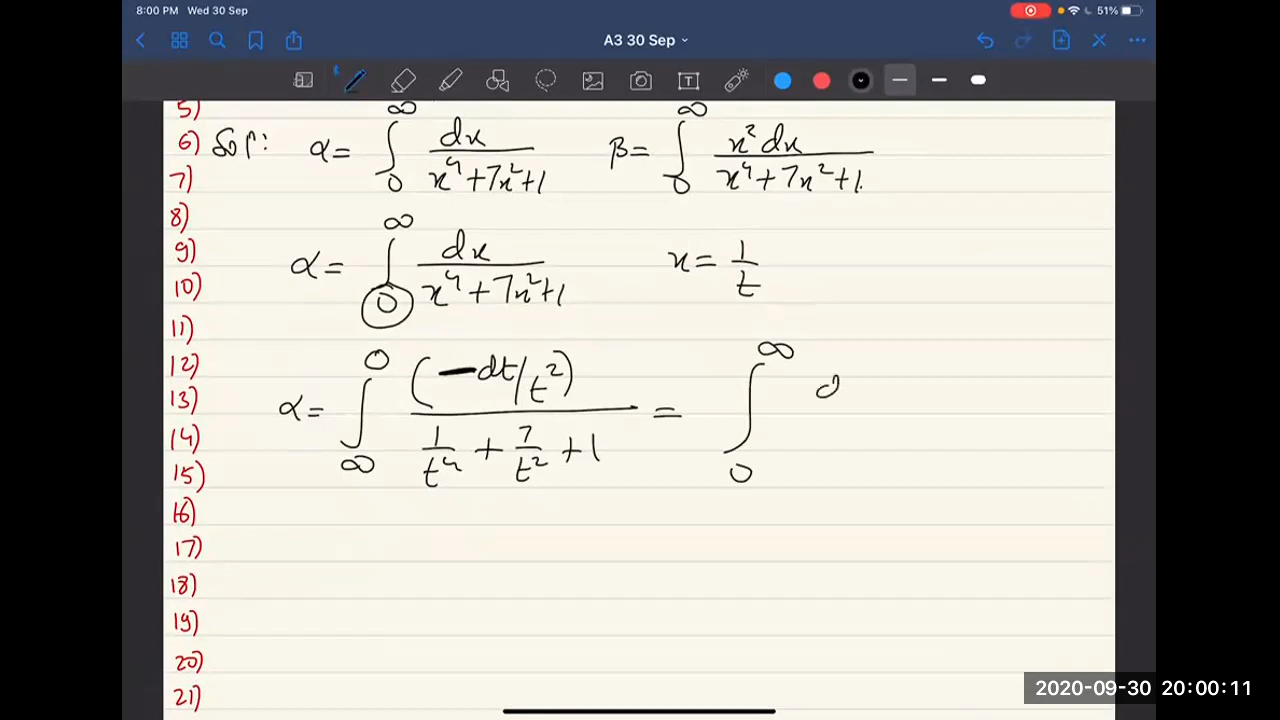 8:00 PM Wed 30 Sep
51%
A3 30 Sep
T
5)
6) Sol: α = ∫₀^∞ dx / (x⁴ + 7x² + 1) β = ∫₀^∞ x² dx / (x⁴ + 7x² + 1)
7)
8)
9) α = ∫₀^∞ dx / (x⁴ + 7x² + 1) x = 1/t
10)
11)
12)
13) α = ∫_∞^0 (-dt/t²) / (1/t⁴ + 7/t² + 1) = ∫₀^∞
14)
15)
16)
17)
18)
19)
20)
21)
2020-09-30 20:00:11